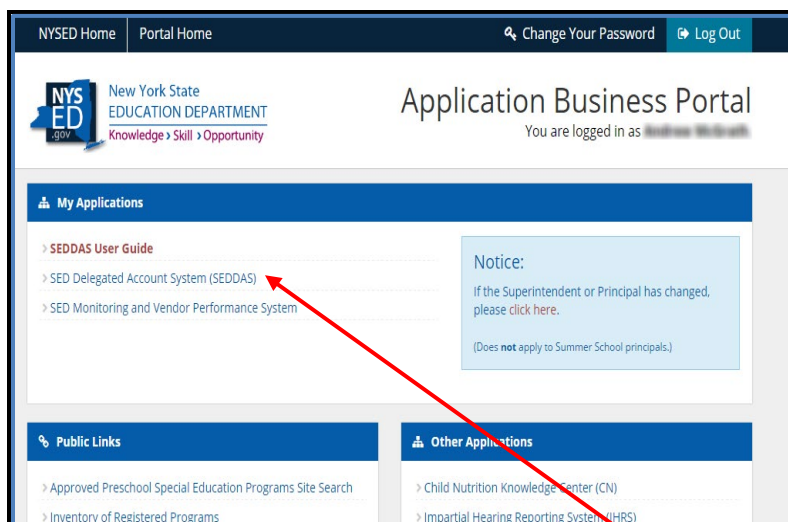 NYSED Home
Portal Home
Change Your Password
Log Out
NYS
ED
.gov
New York State
EDUCATION DEPARTMENT
Knowledge › Skill › Opportunity
Application Business Portal
You are logged in as
My Applications
› SEDDAS User Guide
› SED Delegated Account System (SEDDAS)
› SED Monitoring and Vendor Performance System
Notice:
If the Superintendent or Principal has changed,
please click here.
(Does not apply to Summer School principals.)
Public Links
› Approved Preschool Special Education Programs Site Search
› Inventory of Registered Programs
Other Applications
› Child Nutrition Knowledge Center (CN)
› Impartial Hearing Reporting System (IHRS)